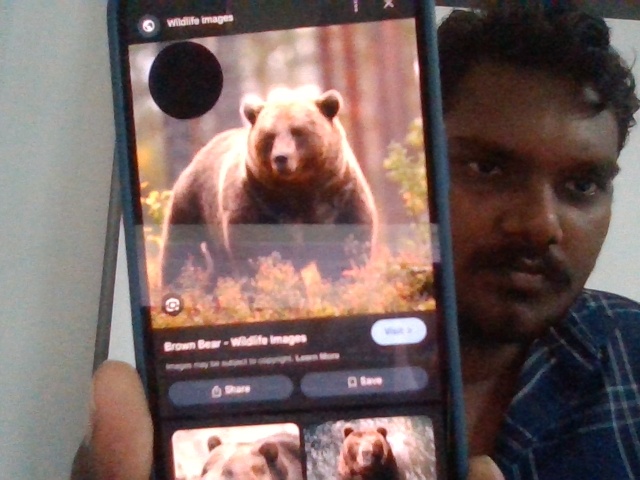 Wildlife Images
Brown Bear - Wildlife Images
Visit >
Images may be subject to copyright. Learn More
Share
Save